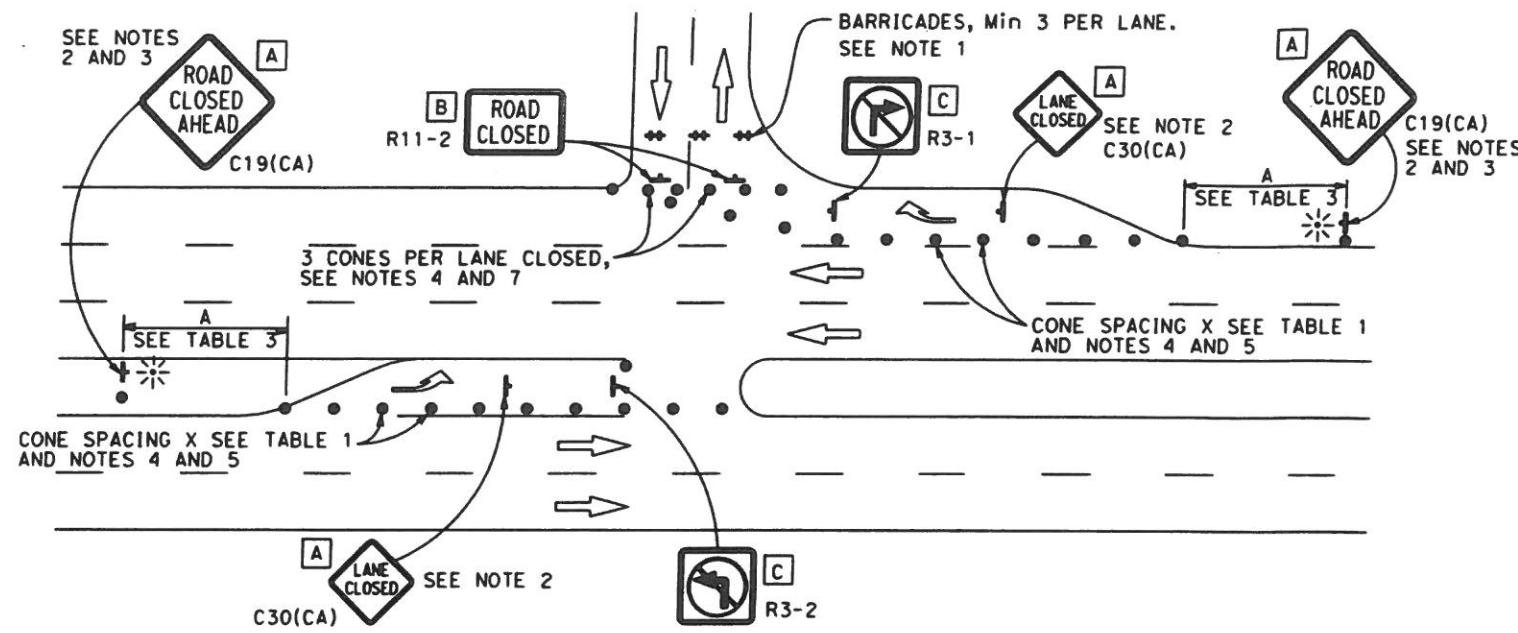 SEE NOTES
2 AND 3
A
ROAD
CLOSED
AHEAD
C19(CA)
B
R11-2
ROAD
CLOSED
BARRICADES, Min 3 PER LANE.
SEE NOTE 1
C
R3-1
A
LANE
CLOSED
SEE NOTE 2
C30(CA)
A
ROAD
CLOSED
AHEAD
C19(CA)
SEE NOTES
2 AND 3
A
SEE TABLE 3
3 CONES PER LANE CLOSED,
SEE NOTES 4 AND 7
A
SEE TABLE 3
CONE SPACING X SEE TABLE 1
AND NOTES 4 AND 5
CONE SPACING X SEE TABLE 1
AND NOTES 4 AND 5
A
LANE
CLOSED
SEE NOTE 2
C30(CA)
C
R3-2